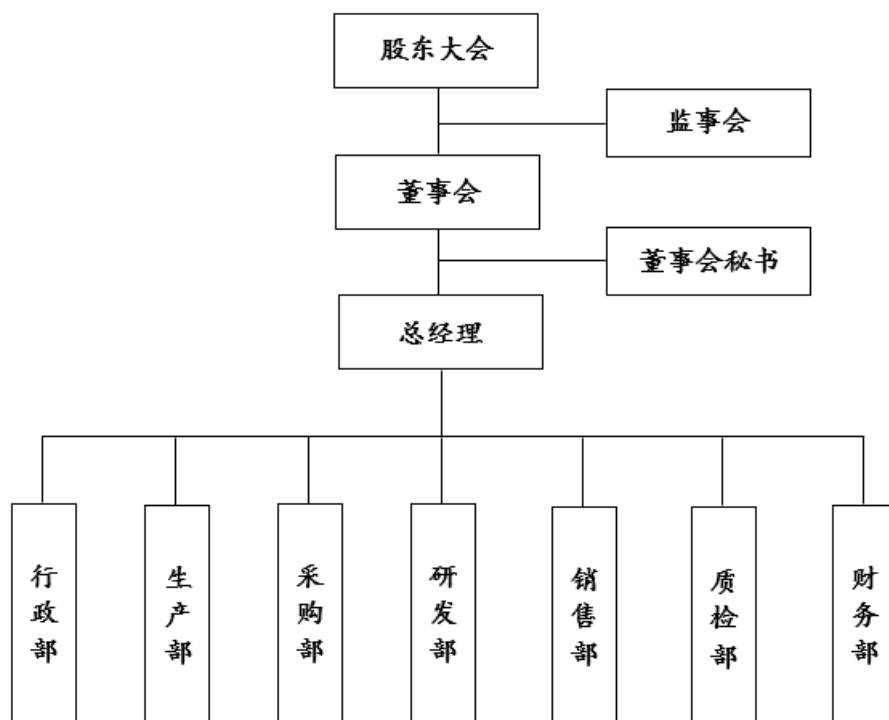 股东大会
监事会
董事会
董事会秘书
总经理
行政部
生产部
采购部
研发部
销售部
质检部
财务部